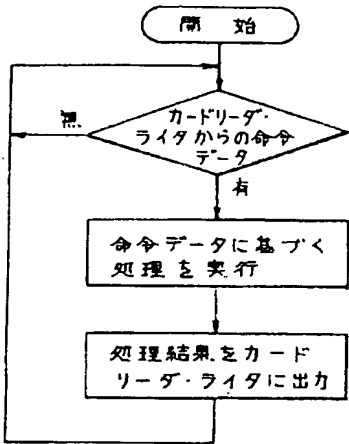 開始
カードリーダ・
ライタからの命令
データ
無
有
命令データに基づく
処理を実行
処理結果をカード
リーダ・ライタに出力